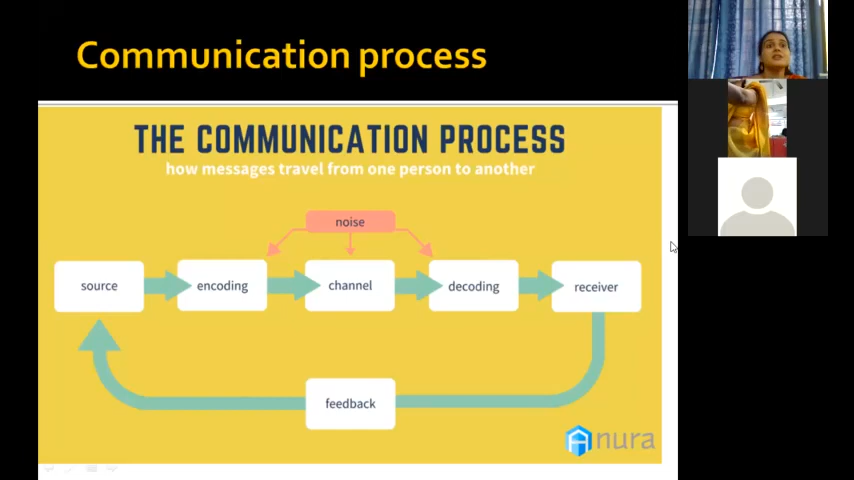 Communication process
THE COMMUNICATION PROCESS
how messages travel from one person to another
noise
source
encoding
channel
decoding
receiver
feedback
nura